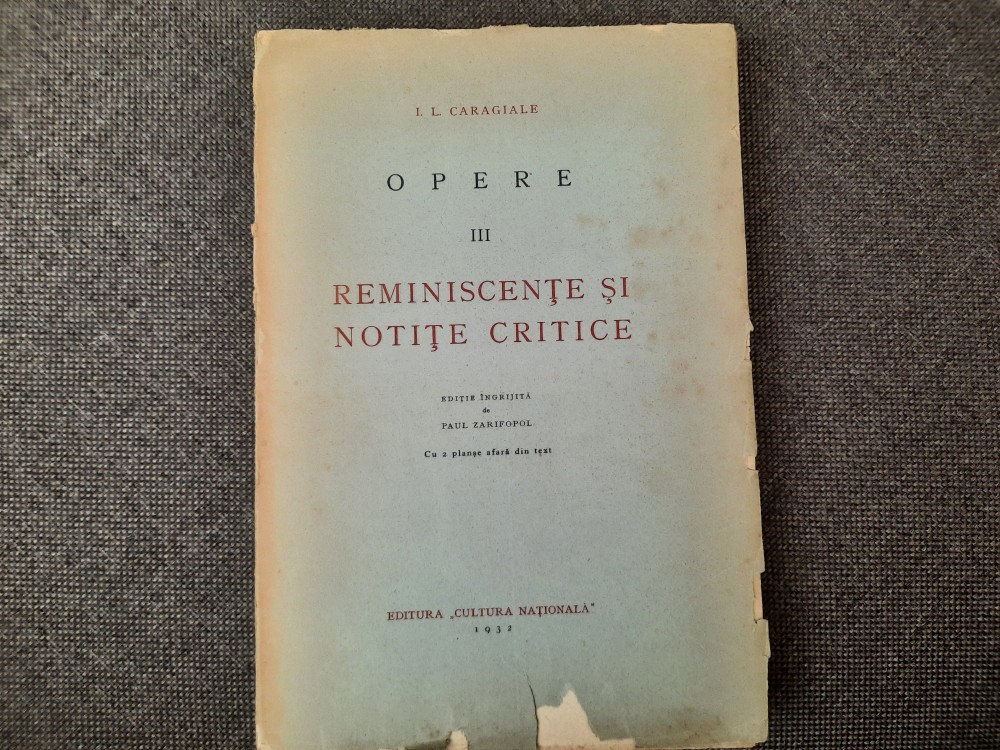 I. L. CARAGIALE
OPERE
III
REMINISCENŢE ŞI
NOTIŢE CRITICE
EDIŢIE ÎNGRIJITĂ
de
PAUL ZARIFOPOL
Cu 2 planşe afară din text
EDITURA „CULTURA NAŢIONALĂ"
1932